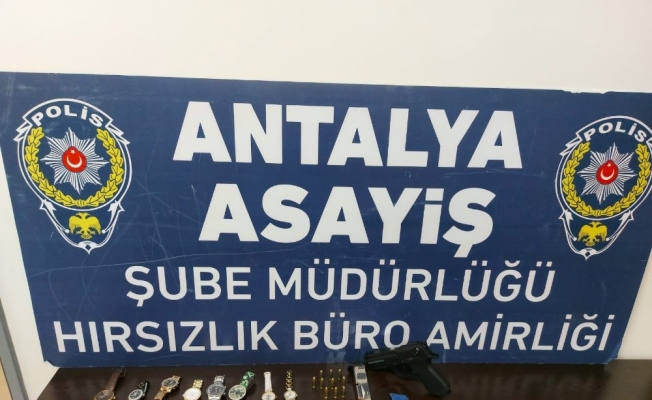 POLİS
ANTALYA
POLİS
ASAYİŞ
ŞUBE MÜDÜRLÜĞÜ
HIRSIZLIK BÜRO AMİRLİĞİ